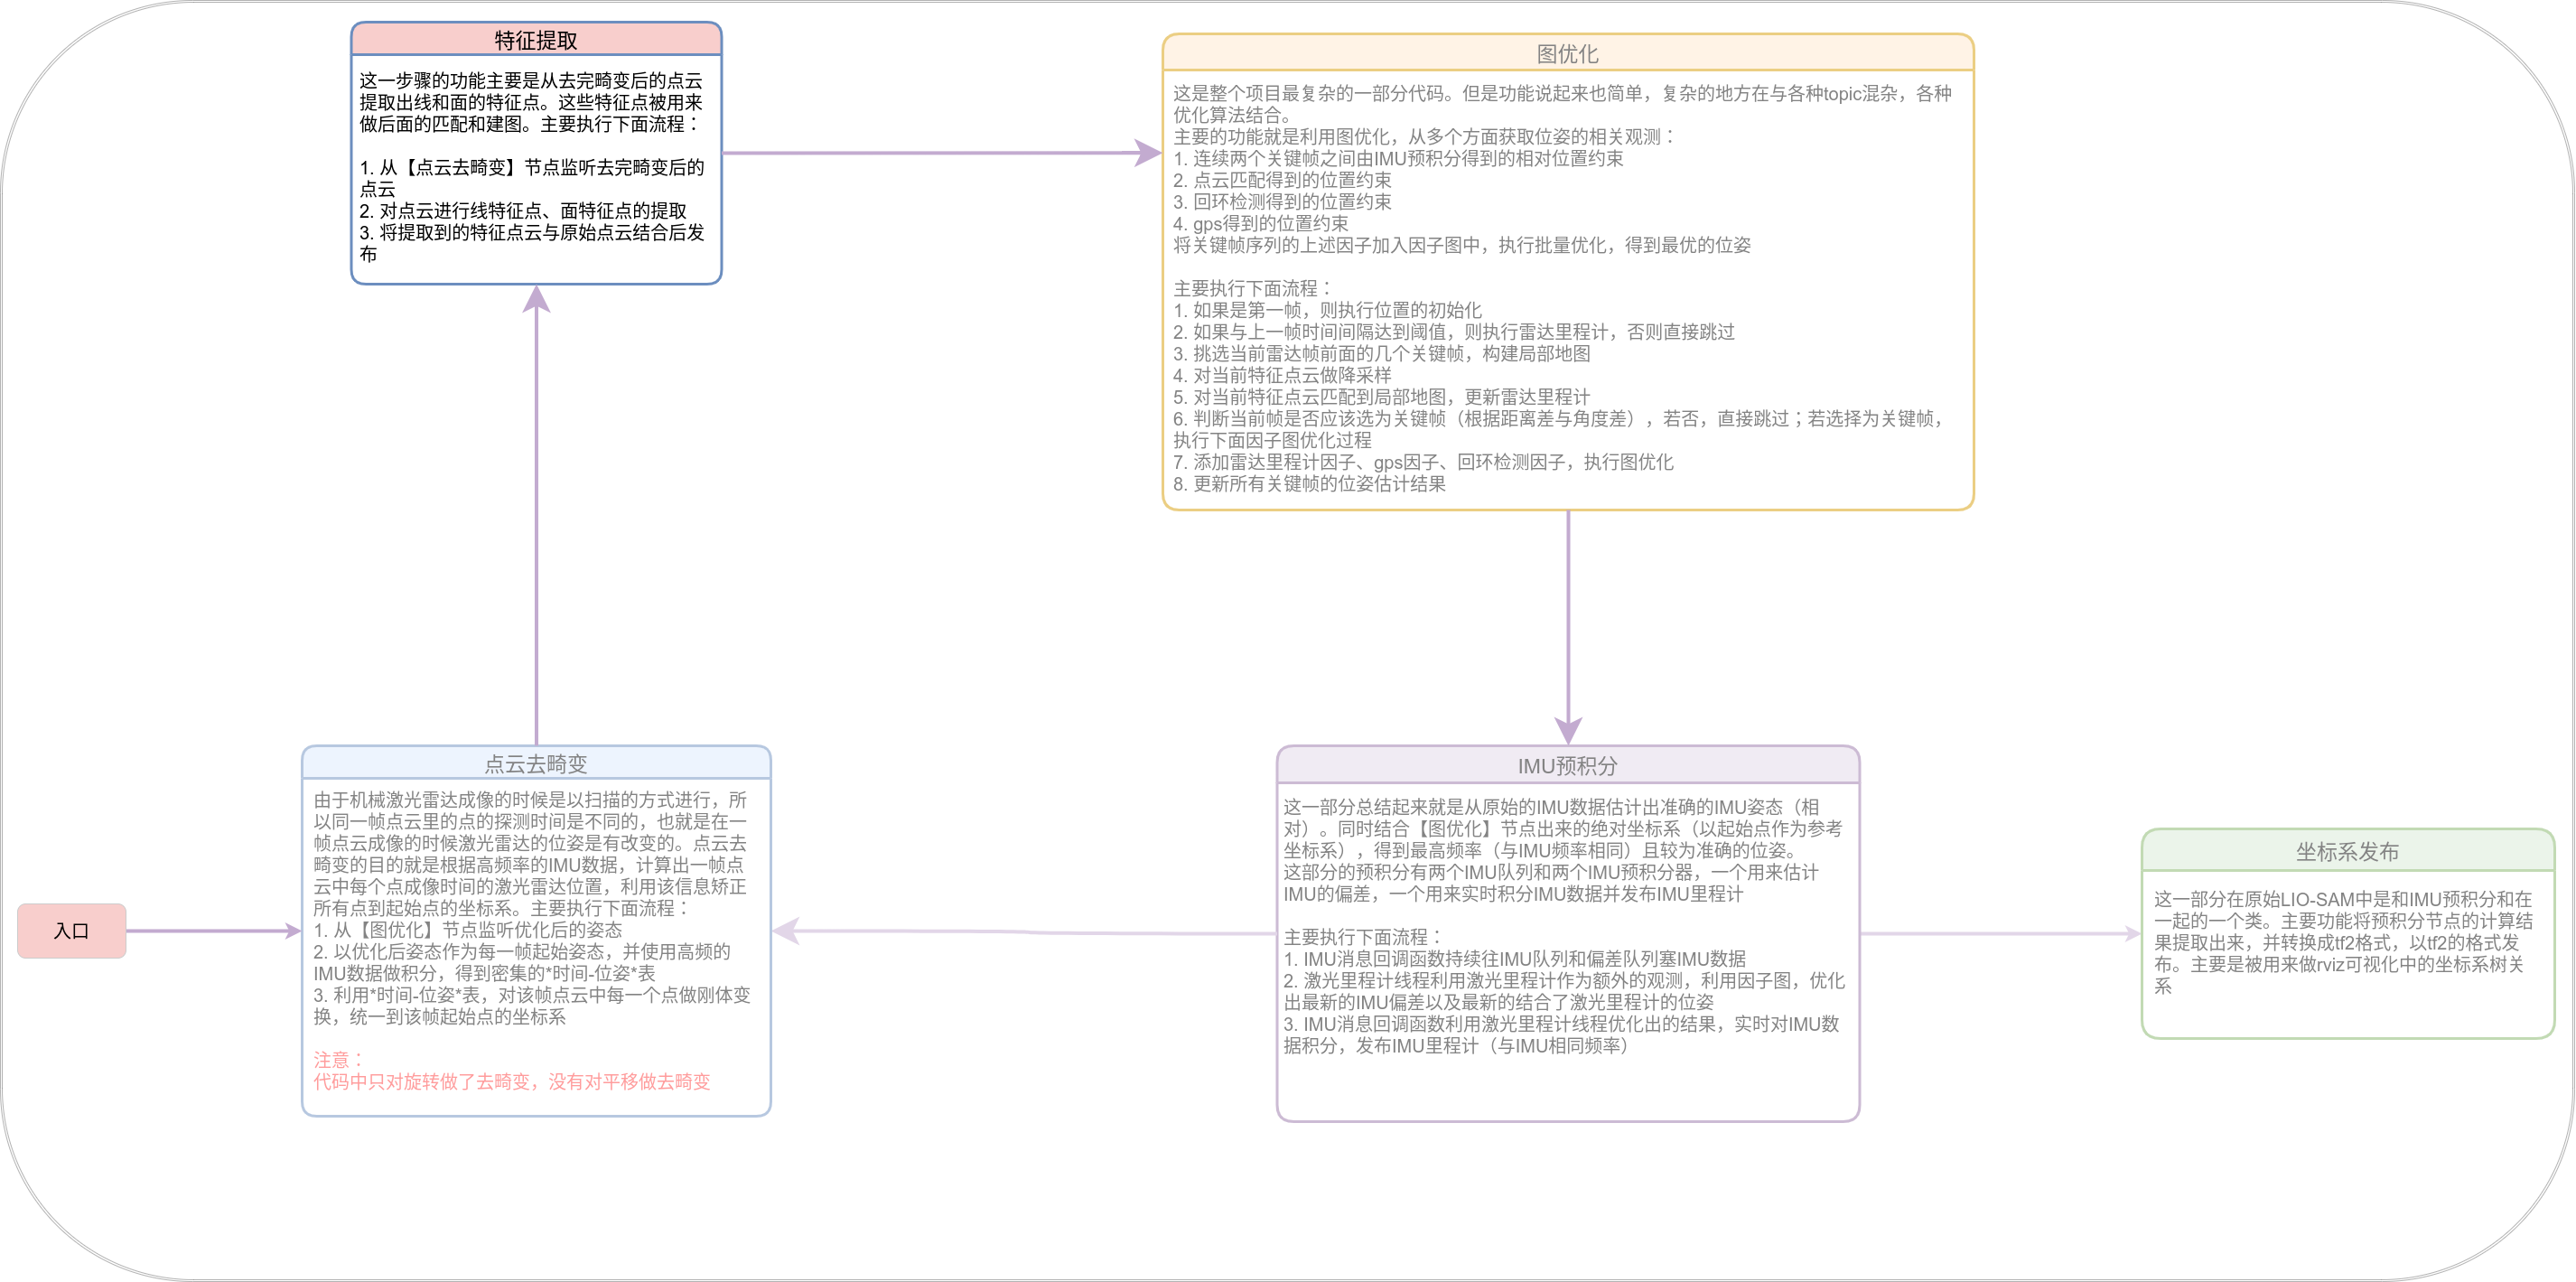 特征提取
这一步骤的功能主要是从去完畸变后的点云
提取出线和面的特征点。这些特征点被用来
做后面的匹配和建图。主要执行下面流程：
1. 从【点云去畸变】节点监听去完畸变后的
点云
2. 对点云进行线特征点、面特征点的提取
3. 将提取到的特征点云与原始点云结合后发
布
图优化
这是整个项目最复杂的一部分代码。但是功能说起来也简单，复杂的地方在与各种topic混杂，各种
优化算法结合。
主要的功能就是利用图优化，从多个方面获取位姿的相关观测：
1. 连续两个关键帧之间由IMU预积分得到的相对位置约束
2. 点云匹配得到的位置约束
3. 回环检测得到的位置约束
4. gps得到的位置约束
将关键帧序列的上述因子加入因子图中，执行批量优化，得到最优的位姿
主要执行下面流程：
1. 如果是第一帧，则执行位置的初始化
2. 如果与上一帧时间间隔达到阈值，则执行雷达里程计，否则直接跳过
3. 挑选当前雷达帧前面的几个关键帧，构建局部地图
4. 对当前特征点云做降采样
5. 对当前特征点云匹配到局部地图，更新雷达里程计
6. 判断当前帧是否应该选为关键帧（根据距离差与角度差），若否，直接跳过；若选择为关键帧，
执行下面因子图优化过程
7. 添加雷达里程计因子、gps因子、回环检测因子，执行图优化
8. 更新所有关键帧的位姿估计结果
入口
点云去畸变
由于机械激光雷达成像的时候是以扫描的方式进行，所
以同一帧点云里的点的探测时间是不同的，也就是在一
帧点云成像的时候激光雷达的位姿是有改变的。点云去
畸变的目的就是根据高频率的IMU数据，计算出一帧点
云中每个点成像时间的激光雷达位置，利用该信息矫正
所有点到起始点的坐标系。主要执行下面流程：
1. 从【图优化】节点监听优化后的姿态
2. 以优化后姿态作为每一帧起始姿态，并使用高频的
IMU数据做积分，得到密集的*时间-位姿*表
3. 利用*时间-位姿*表，对该帧点云中每一个点做刚体变
换，统一到该帧起始点的坐标系
注意：
代码中只对旋转做了去畸变，没有对平移做去畸变
IMU预积分
这一部分总结起来就是从原始的IMU数据估计出准确的IMU姿态（相
对）。同时结合【图优化】节点出来的绝对坐标系（以起始点作为参考
坐标系），得到最高频率（与IMU频率相同）且较为准确的位姿。
这部分的预积分有两个IMU队列和两个IMU预积分器，一个用来估计
IMU的偏差，一个用来实时积分IMU数据并发布IMU里程计
主要执行下面流程：
1. IMU消息回调函数持续往IMU队列和偏差队列塞IMU数据
2. 激光里程计线程利用激光里程计作为额外的观测，利用因子图，优化
出最新的IMU偏差以及最新的结合了激光里程计的位姿
3. IMU消息回调函数利用激光里程计线程优化出的结果，实时对IMU数
据积分，发布IMU里程计（与IMU相同频率）
坐标系发布
这一部分在原始LIO-SAM中是和IMU预积分和在
一起的一个类。主要功能将预积分节点的计算结
果提取出来，并转换成tf2格式，以tf2的格式发
布。主要是被用来做rviz可视化中的坐标系树关
系